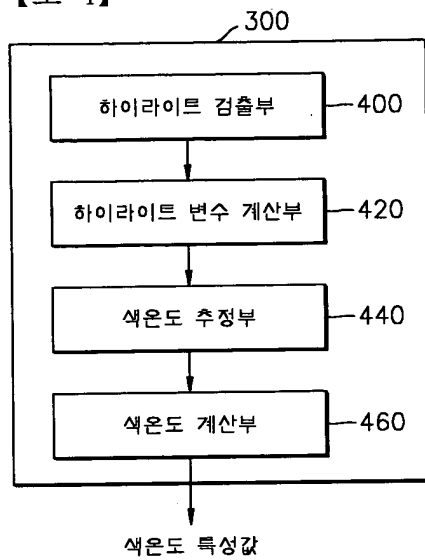 300
하이라이트 검출부 400
하이라이트 변수 계산부 420
색온도 추정부 440
색온도 계산부 460
색온도 특성값